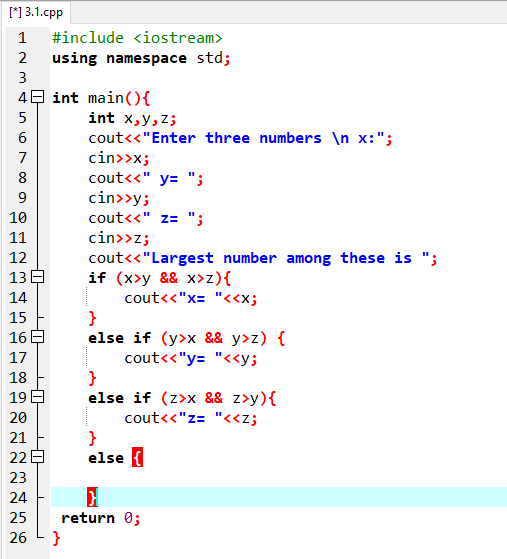 [*] 3.1.cpp
1 #include <iostream>
2 using namespace std;
3
4 int main(){
5 int x,y,z;
6 cout<<"Enter three numbers \n x:";
7 cin>>x;
8 cout<<" y= ";
9 cin>>y;
10 cout<<" z= ";
11 cin>>z;
12 cout<<"Largest number among these is ";
13 if (x>y && x>z){
14 cout<<"x= "<<x;
15 }
16 else if (y>x && y>z) {
17 cout<<"y= "<<y;
18 }
19 else if (z>x && z>y){
20 cout<<"z= "<<z;
21 }
22 else {
23
24 }
25 return 0;
26 }